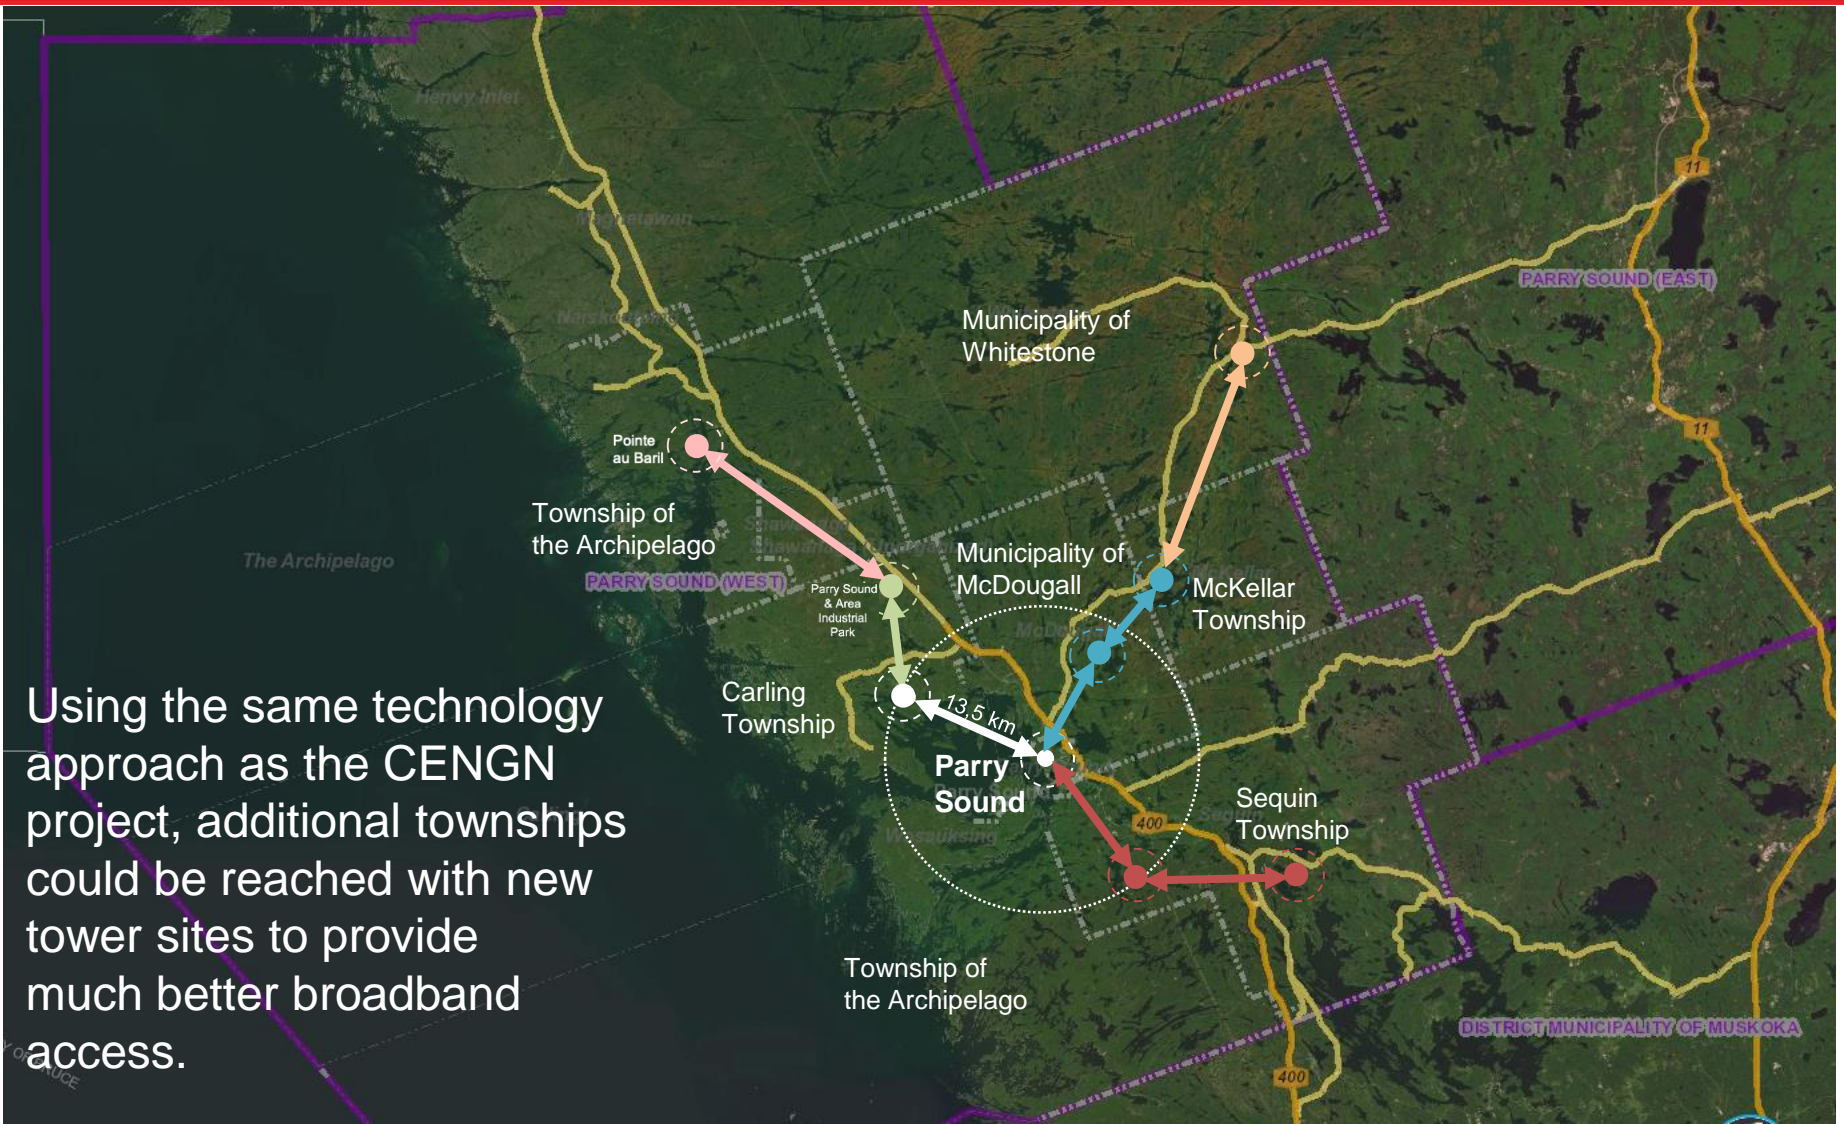 Henvy Inlet
11
Magnetawan
PARRY SOUND (EAST)
Municipality of
Whitestone
11
Pointe
au Baril
Township of
the Archipelago
The Archipelago
PARRY SOUND (WEST)
Municipality of
McDougall
Parry Sound
& Area
Industrial
Park
McKellar
Township
Carling
Township
13,5 km
Parry
Sound
Using the same technology
approach as the CENGN
project, additional townships
could be reached with new
tower sites to provide
much better broadband
access.
400
Sequin
Township
Wasauksing
Township of
the Archipelago
DISTRICT MUNICIPALITY OF MUSKOKA
400